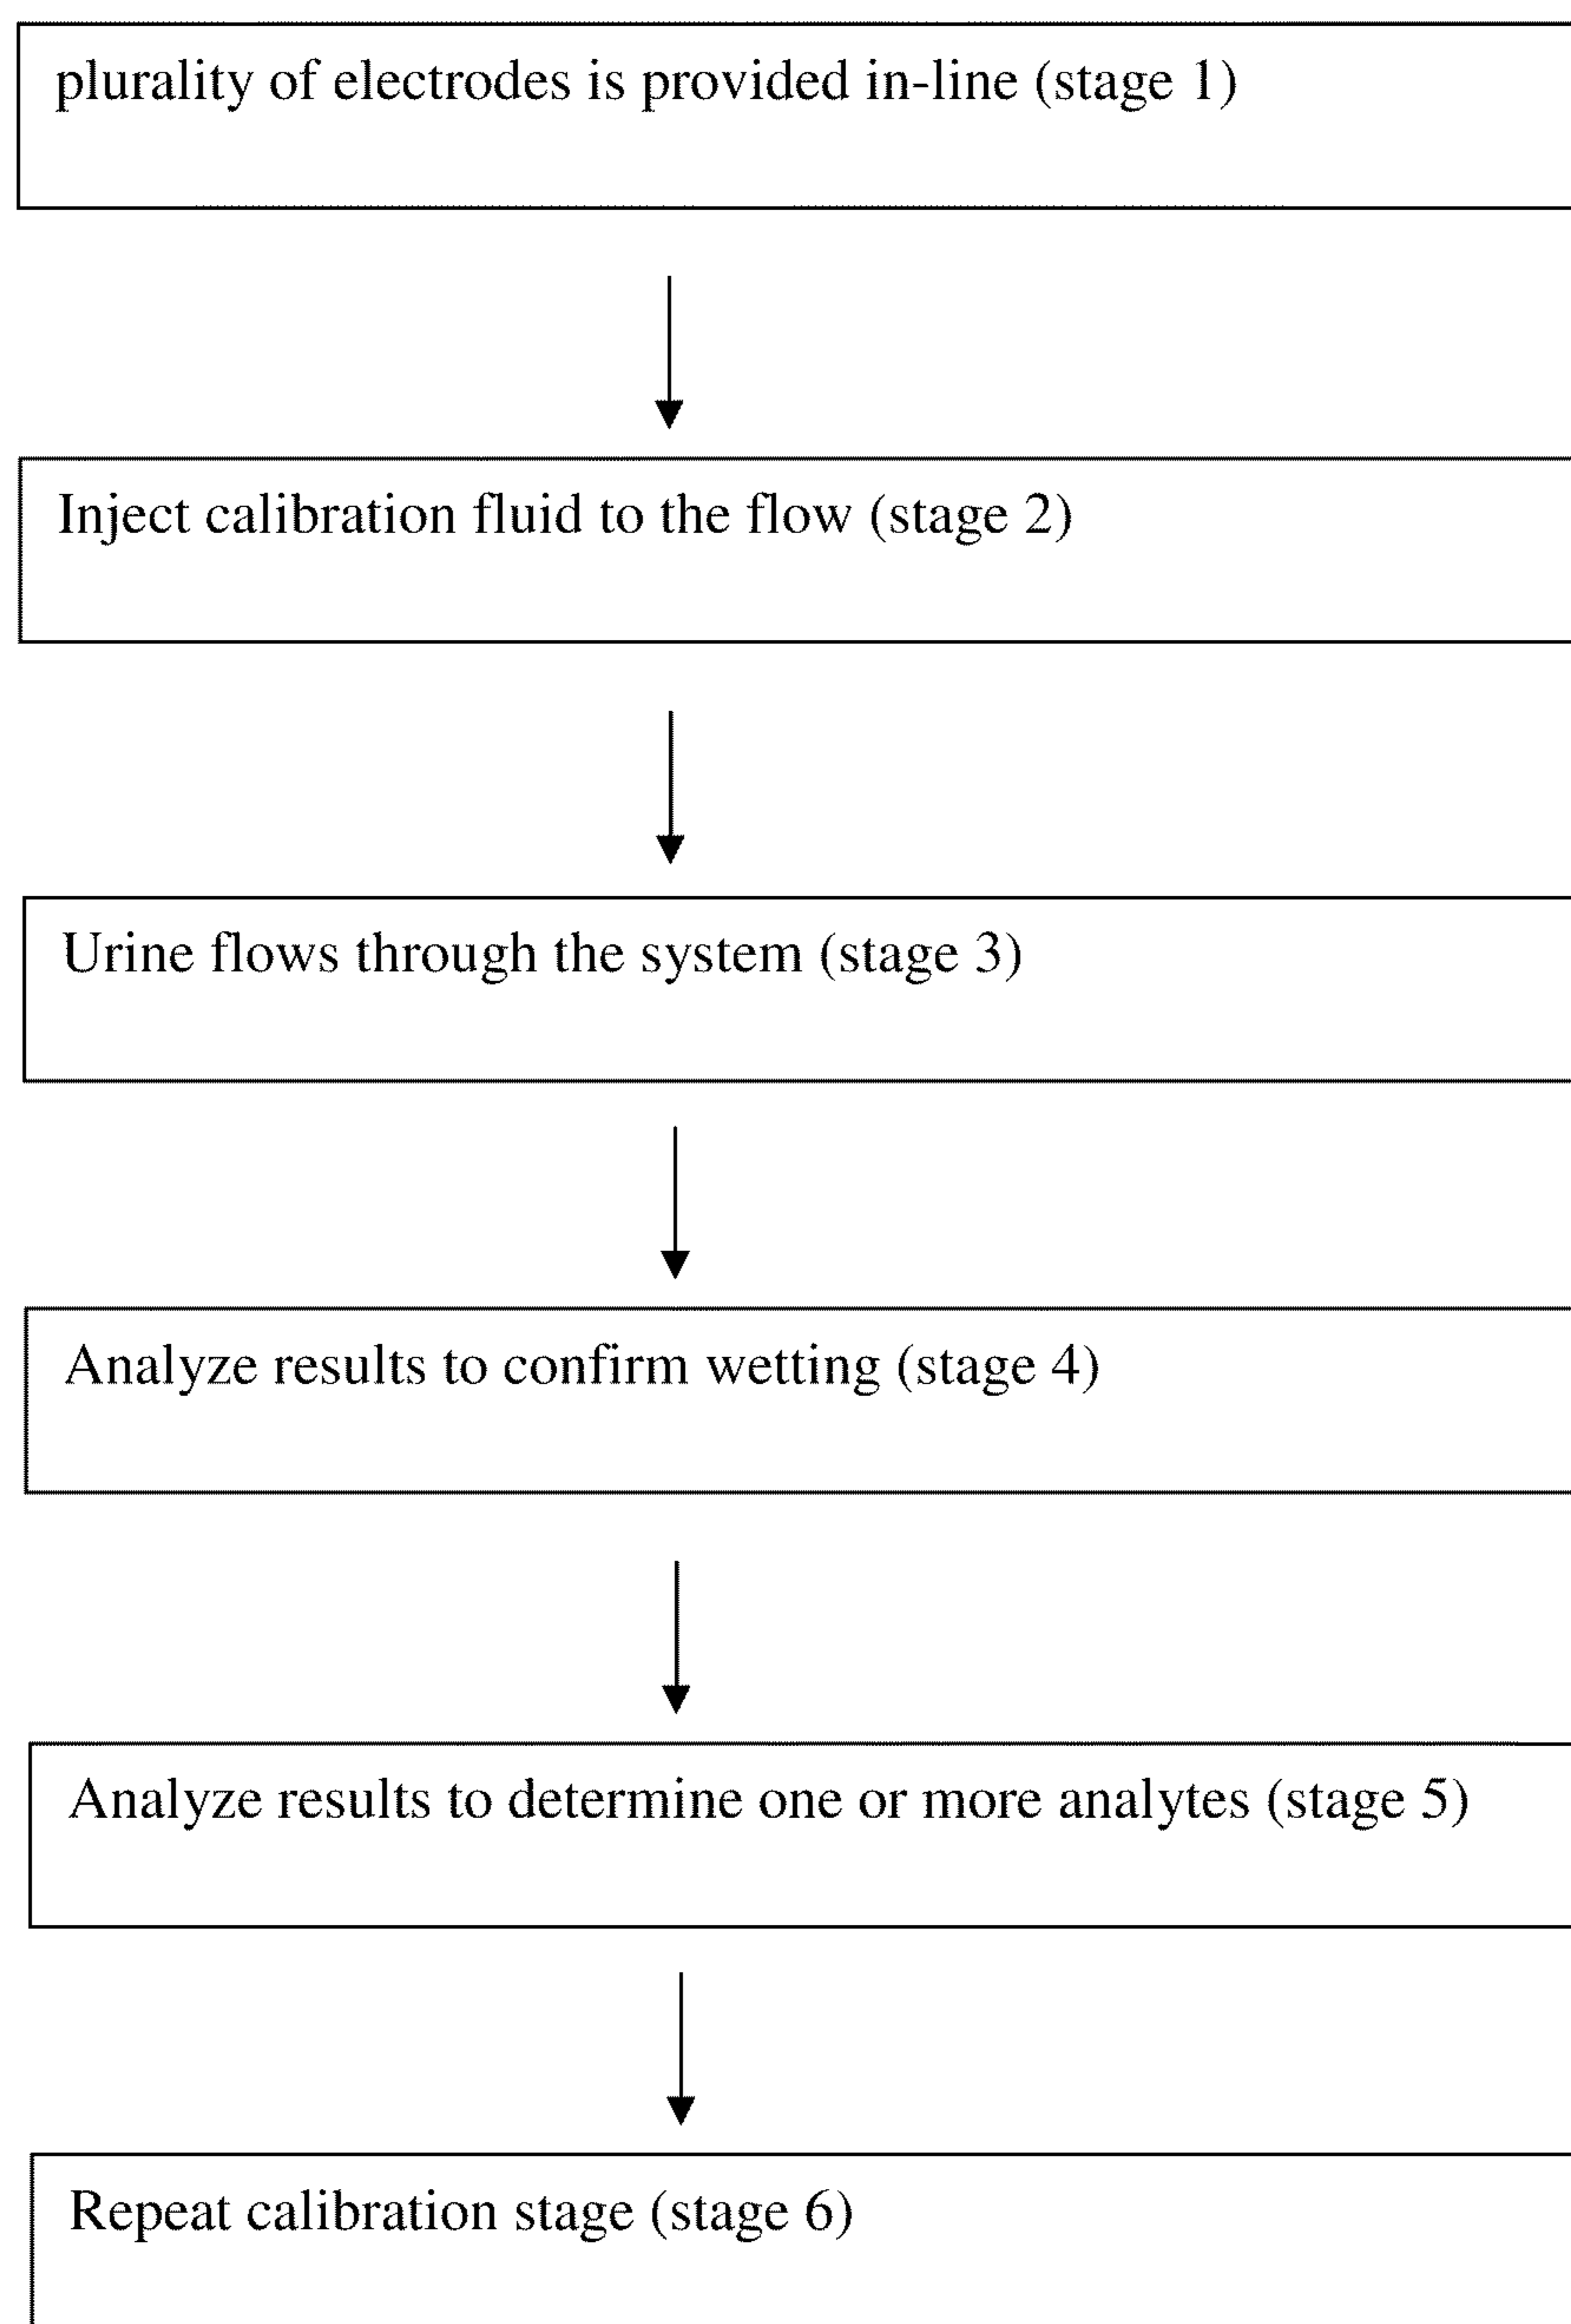 plurality of electrodes is provided in-line (stage 1)
Inject calibration fluid to the flow (stage 2)
Urine flows through the system (stage 3)
Analyze results to confirm wetting (stage 4)
Analyze results to determine one or more analytes (stage 5)
Repeat calibration stage (stage 6)